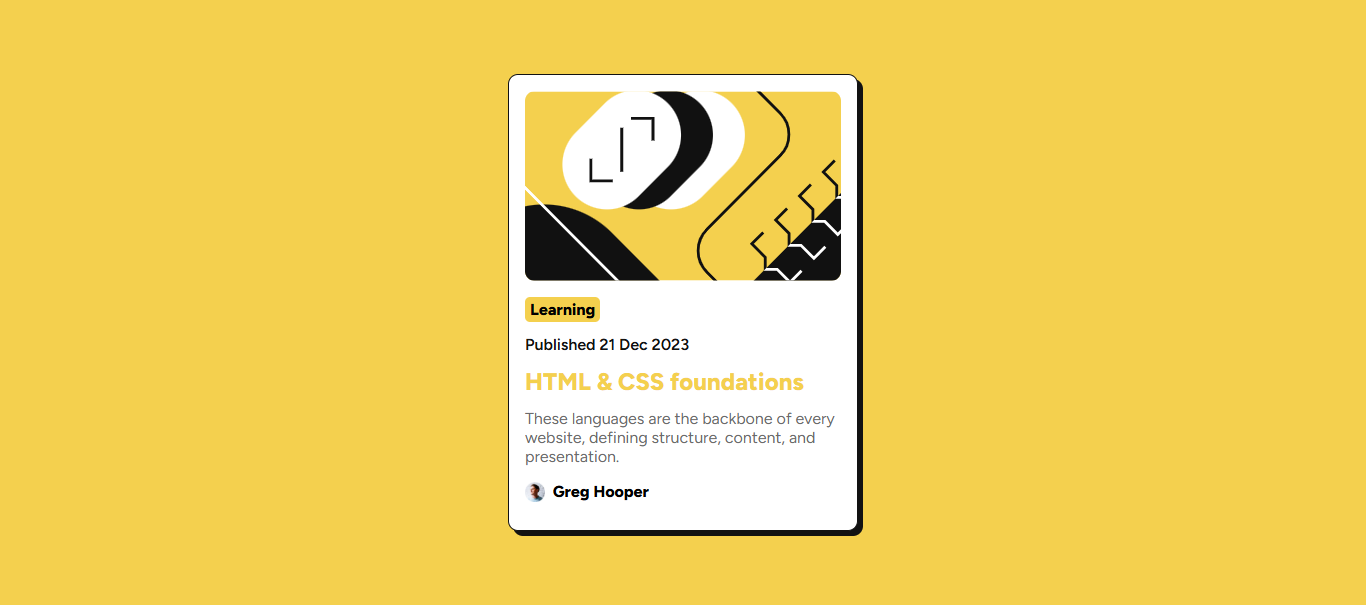 Learning
Published 21 Dec 2023
HTML & CSS foundations
These languages are the backbone of every
website, defining structure, content, and
presentation.
Greg Hooper